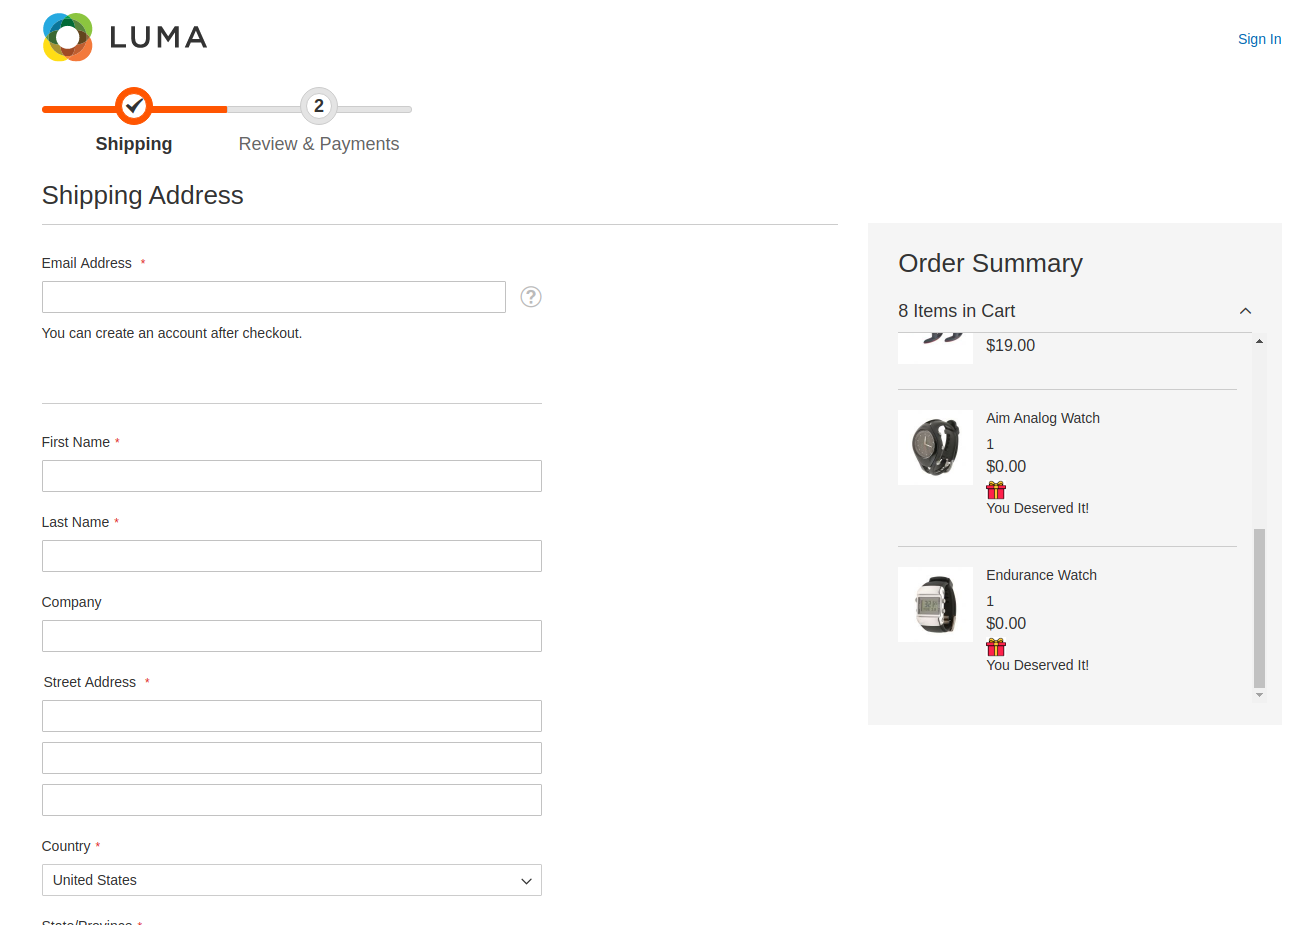 LUMA
Sign In
2
Shipping
Review & Payments
Shipping Address
Email Address *
?
You can create an account after checkout.
First Name *
Last Name *
Company
Street Address *
Country *
United States
State/Province *
Order Summary
8 Items in Cart
$19.00
Aim Analog Watch
1
$0.00
You Deserved It!
Endurance Watch
1
$0.00
You Deserved It!